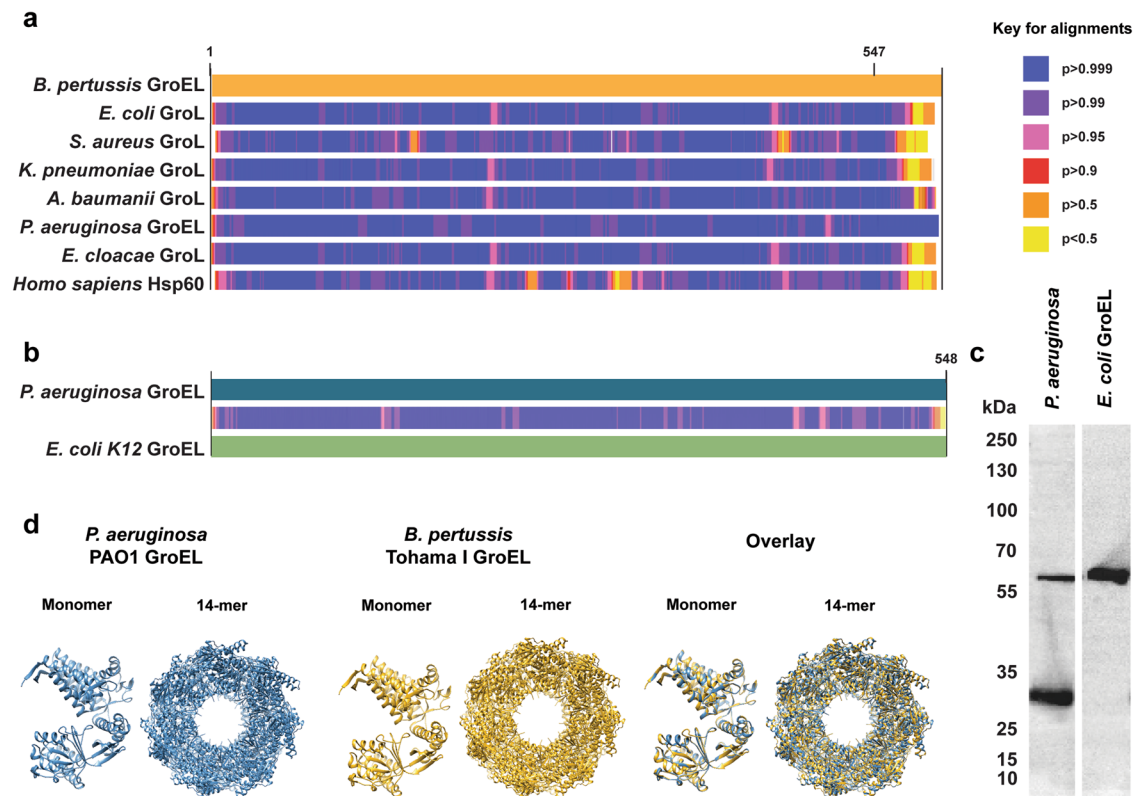 a
1
547
B. pertussis GroEL
E. coli GroL
S. aureus GroL
K. pneumoniae GroL
A. baumanii GroL
P. aeruginosa GroEL
E. cloacae GroL
Homo sapiens Hsp60
Key for alignments
p>0.999
p>0.99
p>0.95
p>0.9
p>0.5
p<0.5
b
548
P. aeruginosa GroEL
E. coli K12 GroEL
c
P. aeruginosa
E. coli GroEL
kDa
250
130
100
70
55
35
25
15
10
d
P. aeruginosa
PAO1 GroEL
Monomer
14-mer
B. pertussis
Tohama I GroEL
Monomer
14-mer
Overlay
Monomer
14-mer